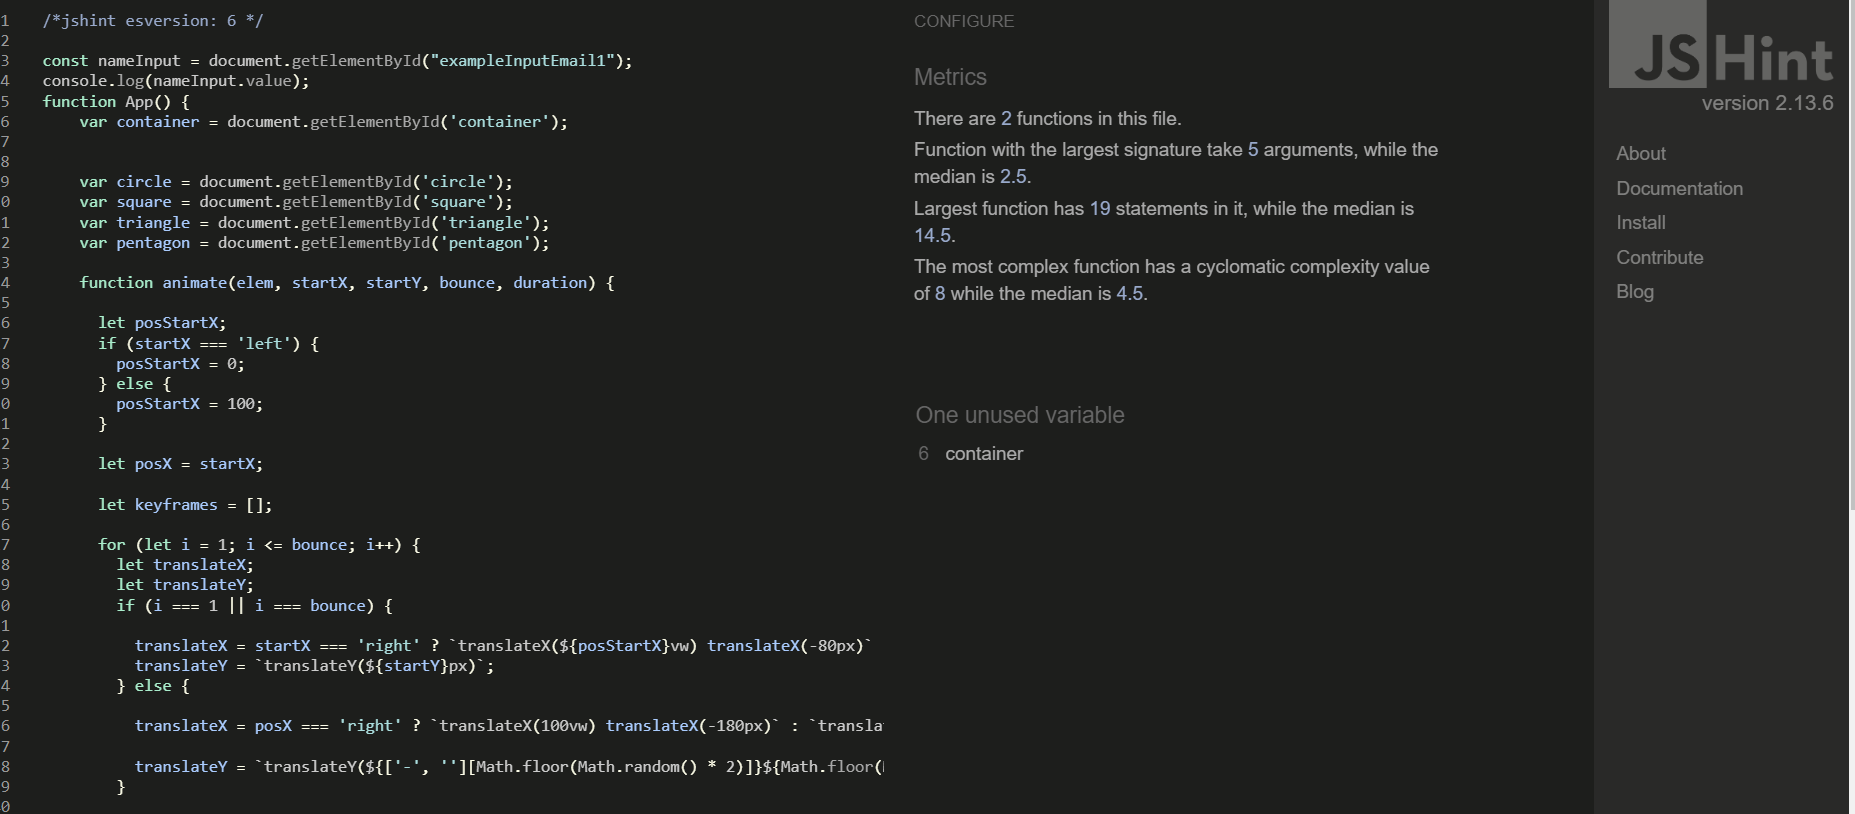 1 /*jshint esversion: 6 */
2
3 const nameInput = document.getElementById("exampleInputEmail1");
4 console.log(nameInput.value);
5 function App() {
6 var container = document.getElementById('container');
7
8
9 var circle = document.getElementById('circle');
0 var square = document.getElementById('square');
1 var triangle = document.getElementById('triangle');
2 var pentagon = document.getElementById('pentagon');
3
4 function animate(elem, startX, startY, bounce, duration) {
5
6 let posStartX;
7 if (startX === 'left') {
8 posStartX = 0;
9 } else {
0 posStartX = 100;
1 }
2
3 let posX = startX;
4
5 let keyframes = [];
6
7 for (let i = 1; i <= bounce; i++) {
8 let translateX;
9 let translateY;
0 if (i === 1 || i === bounce) {
1
2 translateX = startX === 'right' ? `translateX(${posStartX}vw) translateX(-80px)`
3 translateY = `translateY(${startY}px)`;
4 } else {
5
6 translateX = posX === 'right' ? `translateX(100vw) translateX(-180px)` : `transla
7
8 translateY = `translateY(${['-', ''][Math.floor(Math.random() * 2)]}${Math.floor(
9 }
0
CONFIGURE
Metrics
There are 2 functions in this file.
Function with the largest signature take 5 arguments, while the
median is 2.5.
Largest function has 19 statements in it, while the median is
14.5.
The most complex function has a cyclomatic complexity value
of 8 while the median is 4.5.
One unused variable
6 container
JSHint
version 2.13.6
About
Documentation
Install
Contribute
Blog